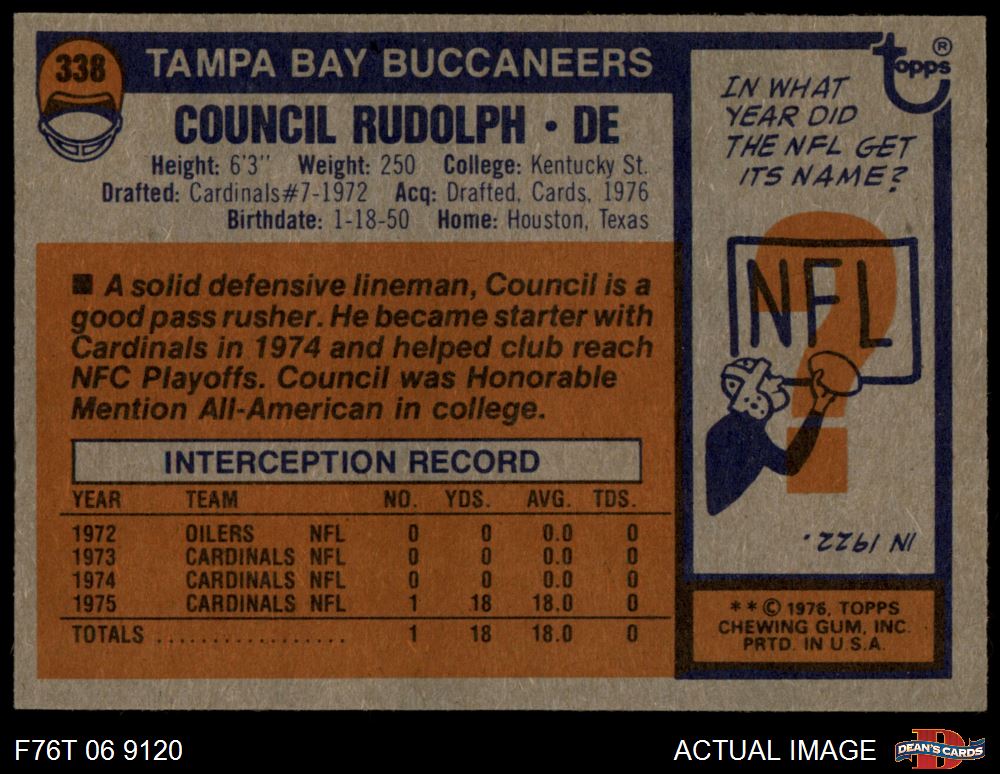 338
TAMPA BAY BUCCANEERS
COUNCIL RUDOLPH • DE
Height: 6'3" Weight: 250 College: Kentucky St.
Drafted: Cardinals#7-1972 Acq: Drafted, Cards, 1976
Birthdate: 1-18-50 Home: Houston, Texas
■ A solid defensive lineman, Council is a
good pass rusher. He became starter with
Cardinals in 1974 and helped club reach
NFC Playoffs. Council was Honorable
Mention All-American in college.
INTERCEPTION RECORD
YEAR TEAM NO. YDS. AVG. TDS.
1972 OILERS NFL 0 0 0.0 0
1973 CARDINALS NFL 0 0 0.0 0
1974 CARDINALS NFL 0 0 0.0 0
1975 CARDINALS NFL 1 18 18.0 0
TOTALS .................. 1 18 18.0 0
topps ®
IN WHAT
YEAR DID
THE NFL GET
ITS NAME?
?
NFL
IN 1922.
** © 1976, TOPPS
CHEWING GUM, INC.
PRTD. IN U.S.A.
F76T 06 9120
ACTUAL IMAGE
D
DEAN'S CARDS